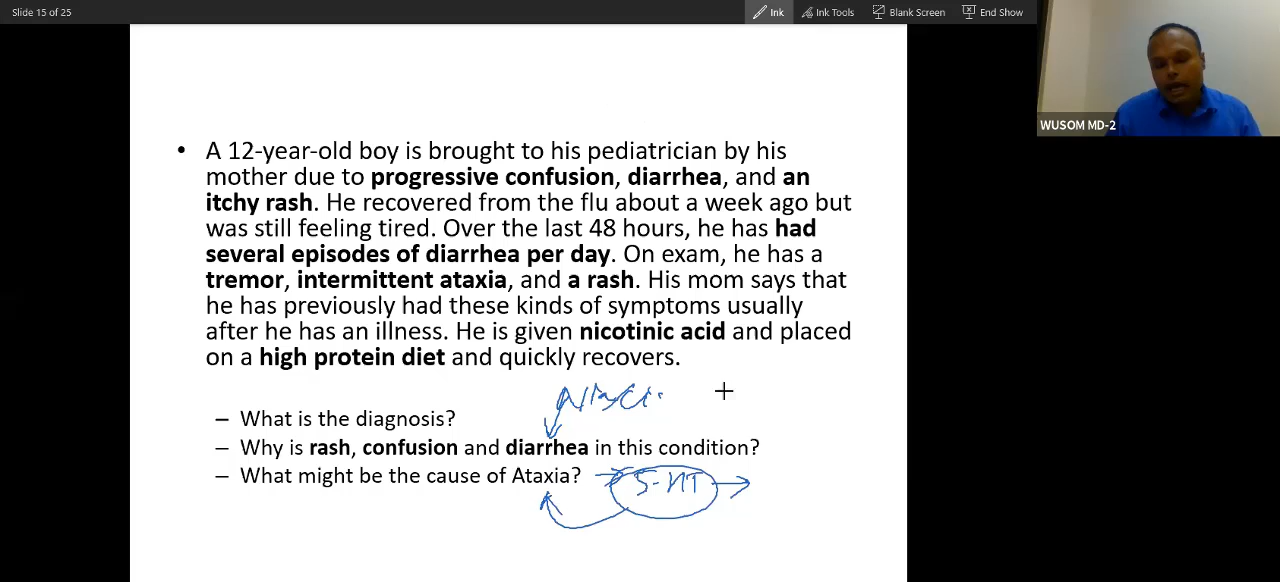 Slide 15 of 25
Ink
Ink Tools
Blank Screen
End Show
WUSOM MD-2
• A 12-year-old boy is brought to his pediatrician by his
mother due to progressive confusion, diarrhea, and an
itchy rash. He recovered from the flu about a week ago but
was still feeling tired. Over the last 48 hours, he has had
several episodes of diarrhea per day. On exam, he has a
tremor, intermittent ataxia, and a rash. His mom says that
he has previously had these kinds of symptoms usually
after he has an illness. He is given nicotinic acid and placed
on a high protein diet and quickly recovers.
– What is the diagnosis?
– Why is rash, confusion and diarrhea in this condition?
– What might be the cause of Ataxia?
5-HT